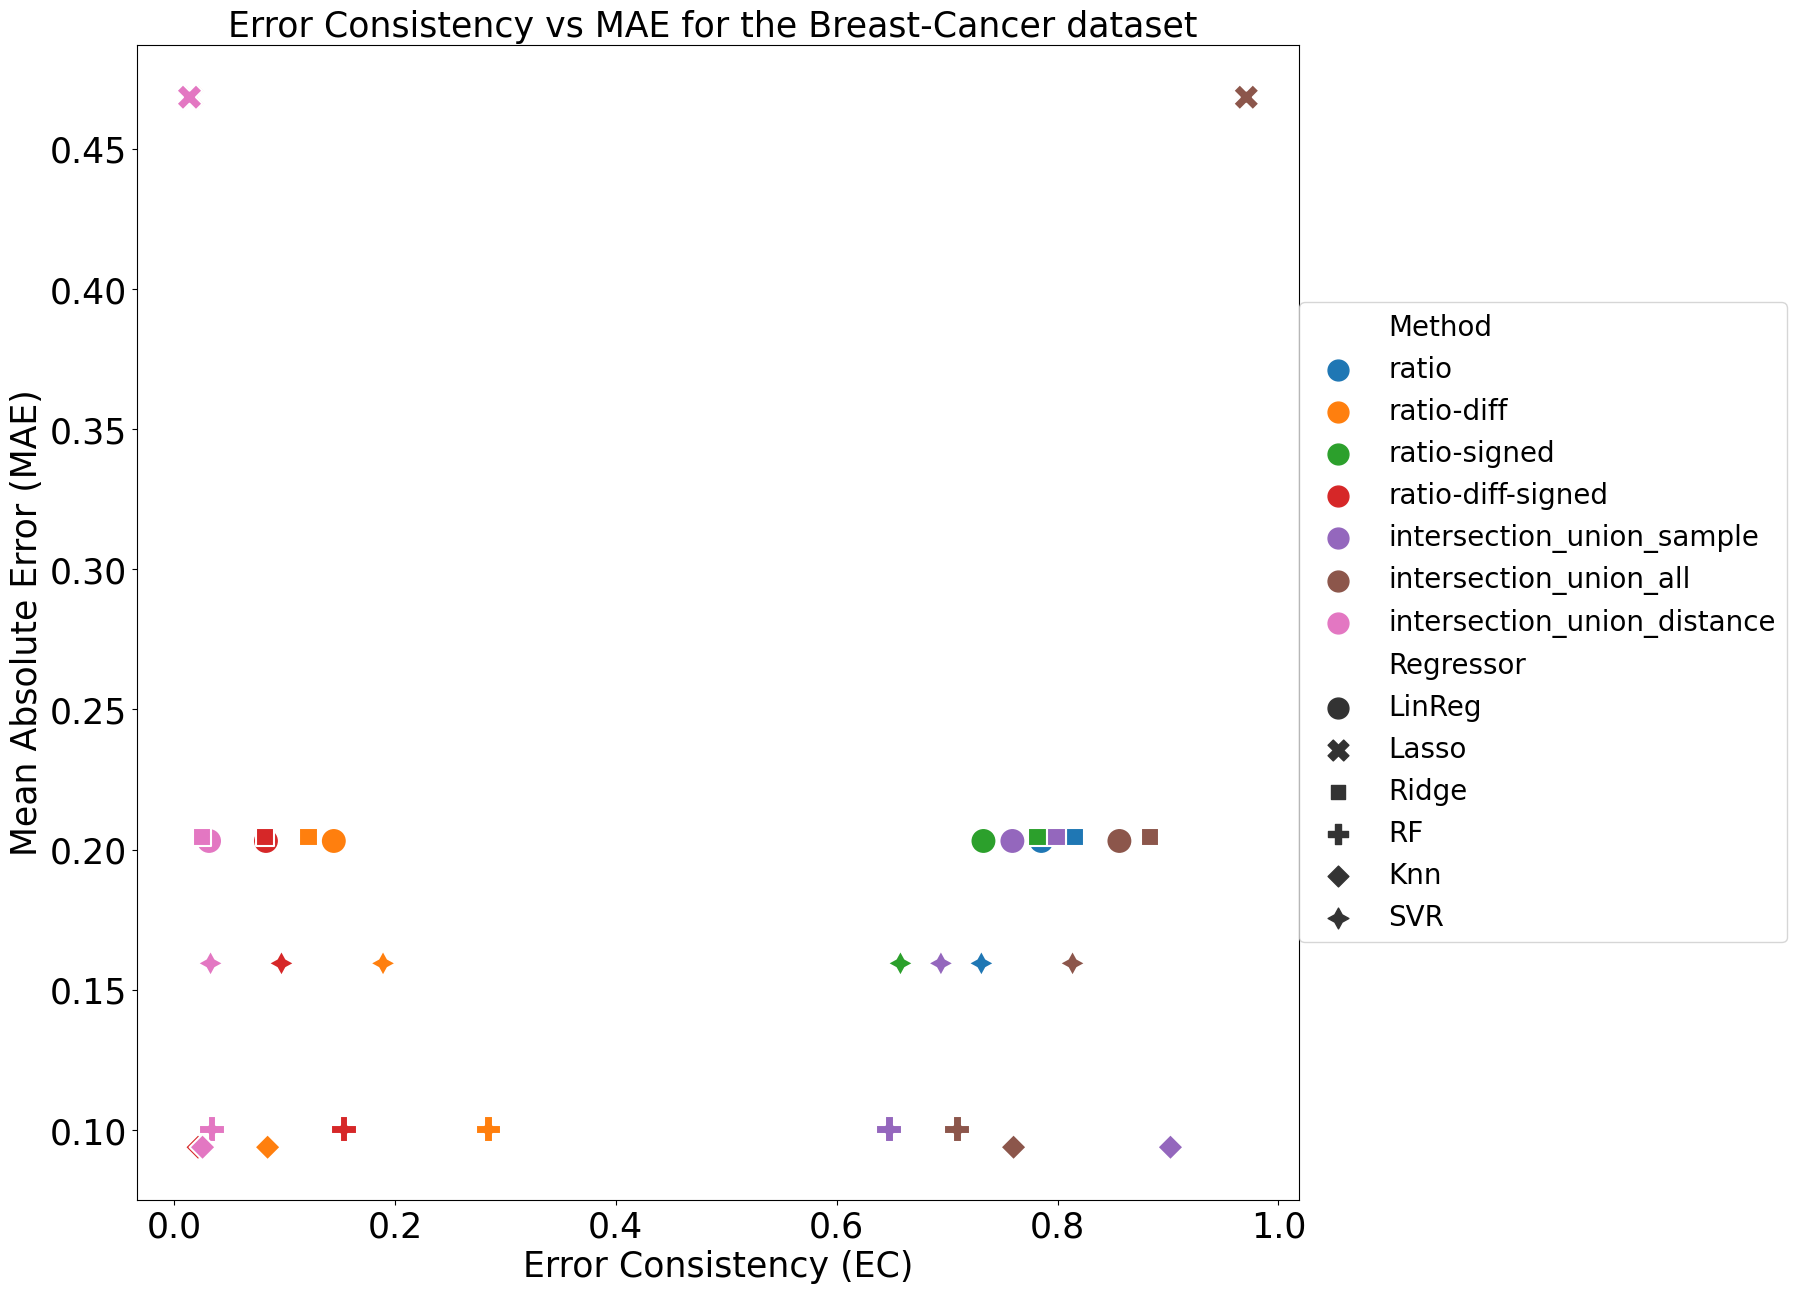 Error Consistency vs MAE for the Breast-Cancer dataset
Mean Absolute Error (MAE)
0.45
0.40
0.35
0.30
0.25
0.20
0.15
0.10
0.0
0.2
0.4
0.6
0.8
1.0
Error Consistency (EC)
Method
ratio
ratio-diff
ratio-signed
ratio-diff-signed
intersection_union_sample
intersection_union_all
intersection_union_distance
Regressor
LinReg
Lasso
Ridge
RF
Knn
SVR